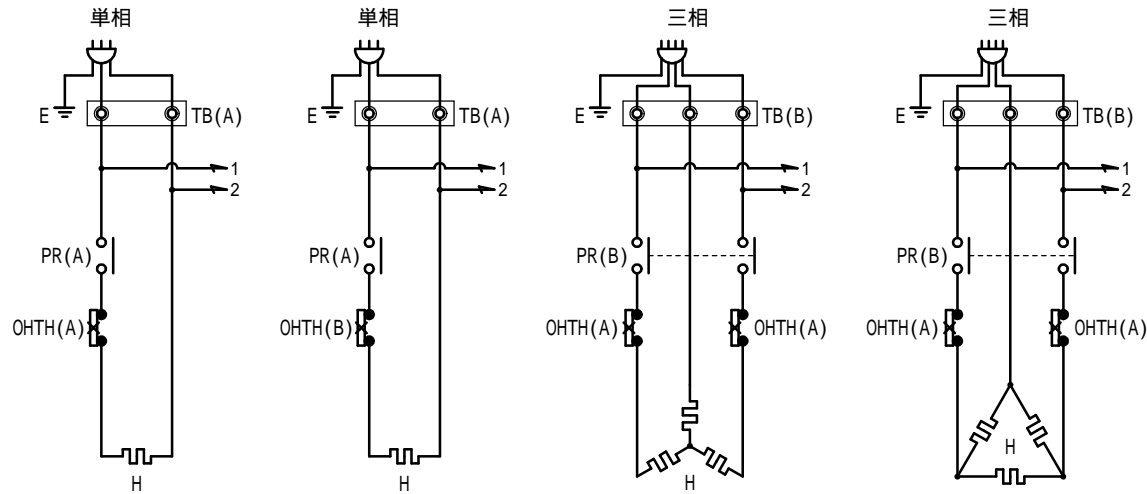 単相 単相 三相 三相
E TB(A) E TB(A) E TB(B) E TB(B)
1 1 1 1
2 2 2 2
PR(A) PR(A) PR(B) PR(B)
OHTH(A) OHTH(B) OHTH(A) OHTH(A) OHTH(A) OHTH(A)
H H H H